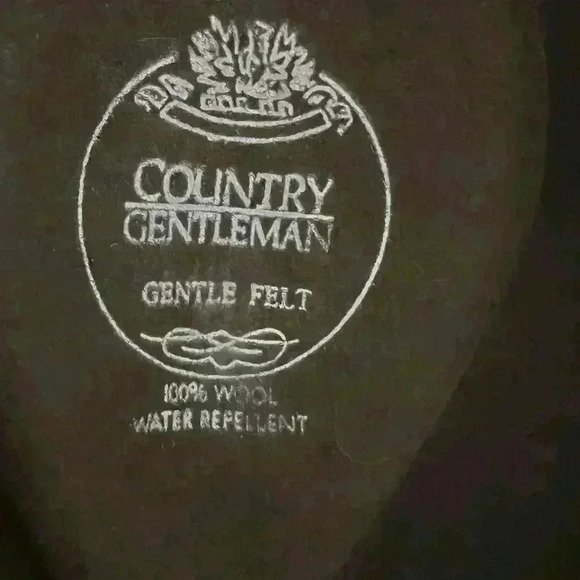 COUNTRY
GENTLEMAN
GENTLE FELT
100% WOOL
WATER REPELLENT